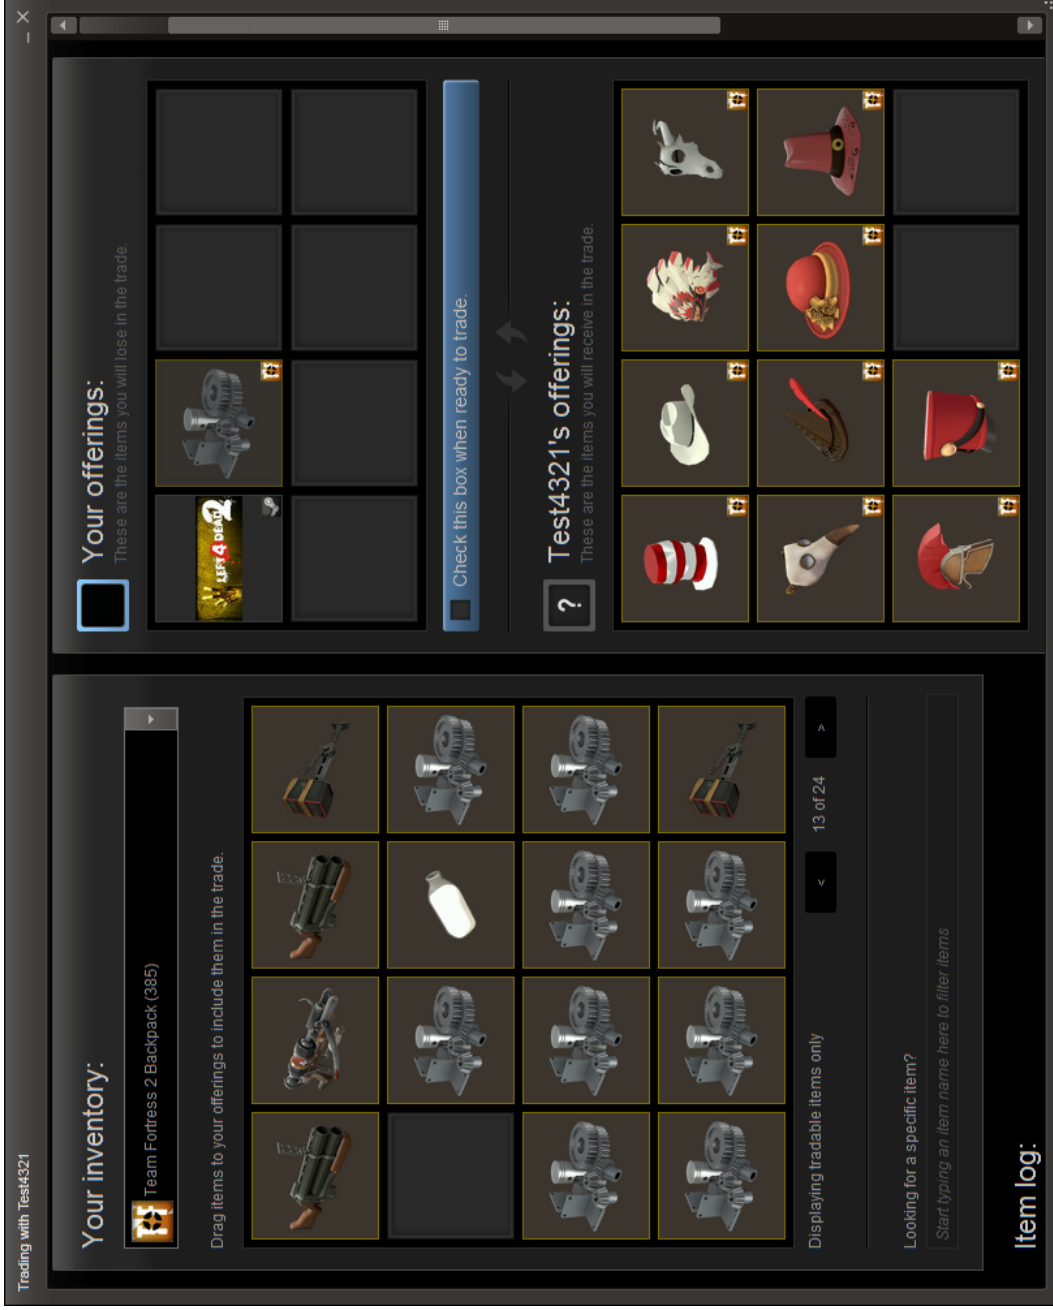 Trading with Test4321
Your inventory:
Team Fortress 2 Backpack (385)
Drag items to your offerings to include them in the trade.
Displaying tradable items only
<
13 of 24
>
Looking for a specific item?
Start typing an item name here to filter items
Item log:
Your offerings:
These are the items you will lose in the trade.
LEFT 4 DEAD 2
Check this box when ready to trade.
?
Test4321's offerings:
These are the items you will receive in the trade.